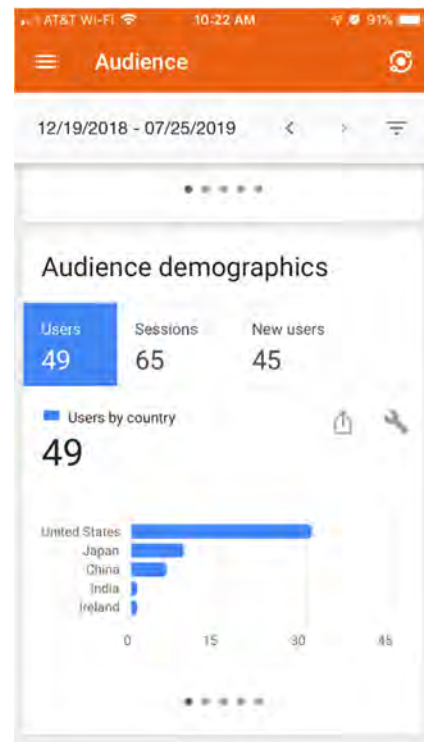 AT&T Wi-Fi 10:22 AM 91%
Audience
12/19/2018 - 07/25/2019
Audience demographics
Users Sessions New users
49 65 45
Users by country
49
United States
Japan
China
India
Ireland
0 15 30 45